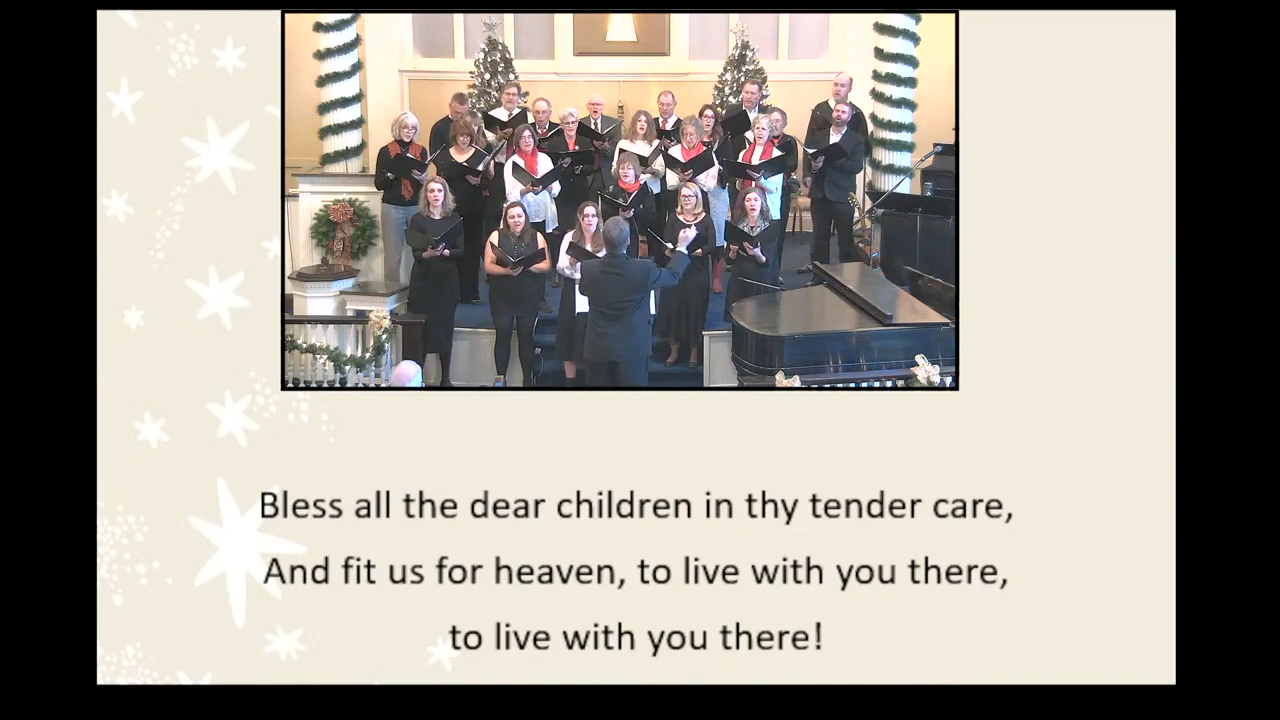 Bless all the dear children in thy tender care,
And fit us for heaven, to live with you there,
to live with you there!